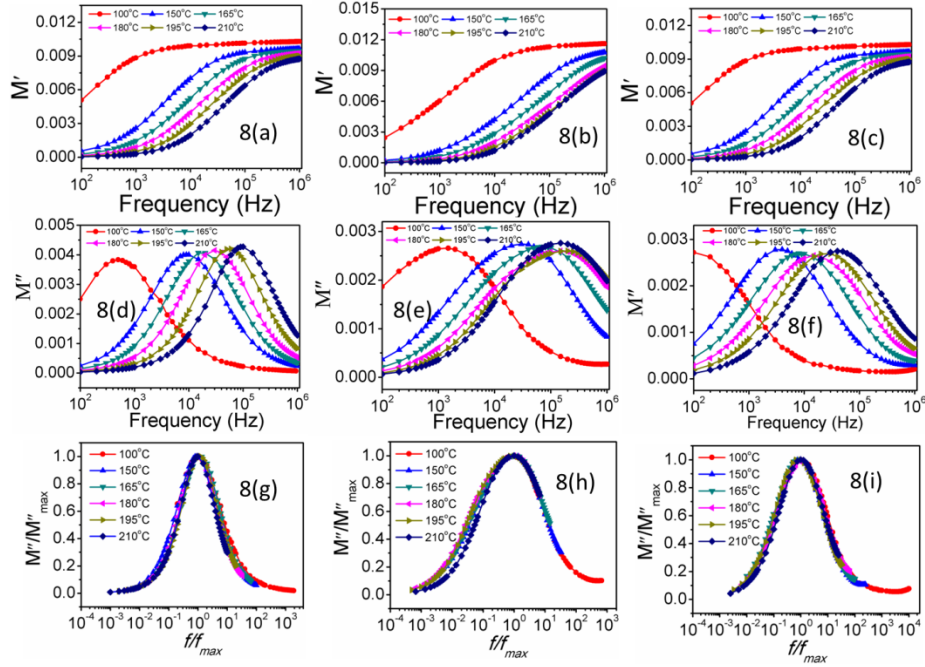 100°C 150°C 165°C
180°C 195°C 210°C
0.015
0.012
0.009
0.006
0.003
0.000
M′
8(a)
10² 10³ 10⁴ 10⁵ 10⁶
Frequency (Hz)
100°C 150°C 165°C
180°C 195°C 210°C
0.015
0.012
0.009
0.006
0.003
0.000
M′
8(b)
10² 10³ 10⁴ 10⁵ 10⁶
Frequency (Hz)
100°C 150°C 165°C
180°C 195°C 210°C
0.015
0.012
0.009
0.006
0.003
0.000
M′
8(c)
10² 10³ 10⁴ 10⁵ 10⁶
Frequency (Hz)
100°C 150°C 165°C
180°C 195°C 210°C
0.005
0.004
0.003
0.002
0.001
0.000
M″
8(d)
10² 10³ 10⁴ 10⁵ 10⁶
Frequency (Hz)
100°C 150°C 165°C
180°C 195°C 210°C
0.003
0.002
0.001
0.000
M″
8(e)
10² 10³ 10⁴ 10⁵ 10⁶
Frequency (Hz)
100°C 150°C 165°C
180°C 195°C 210°C
0.003
0.002
0.001
0.000
M″
8(f)
10² 10³ 10⁴ 10⁵ 10⁶
Frequency (Hz)
100°C
150°C
165°C
180°C
195°C
210°C
1.0
0.8
0.6
0.4
0.2
0.0
M″/M″max
8(g)
10⁻⁴ 10⁻³ 10⁻² 10⁻¹ 10⁰ 10¹ 10² 10³
f/fmax
100°C
150°C
165°C
180°C
195°C
210°C
1.0
0.8
0.6
0.4
0.2
0.0
M″/M″max
8(h)
10⁻⁴ 10⁻³ 10⁻² 10⁻¹ 10⁰ 10¹ 10² 10³
f/fmax
100°C
150°C
165°C
180°C
195°C
210°C
1.0
0.8
0.6
0.4
0.2
0.0
M″/M″max
8(i)
10⁻⁴ 10⁻³ 10⁻² 10⁻¹ 10⁰ 10¹ 10² 10³ 10⁴
f/fmax